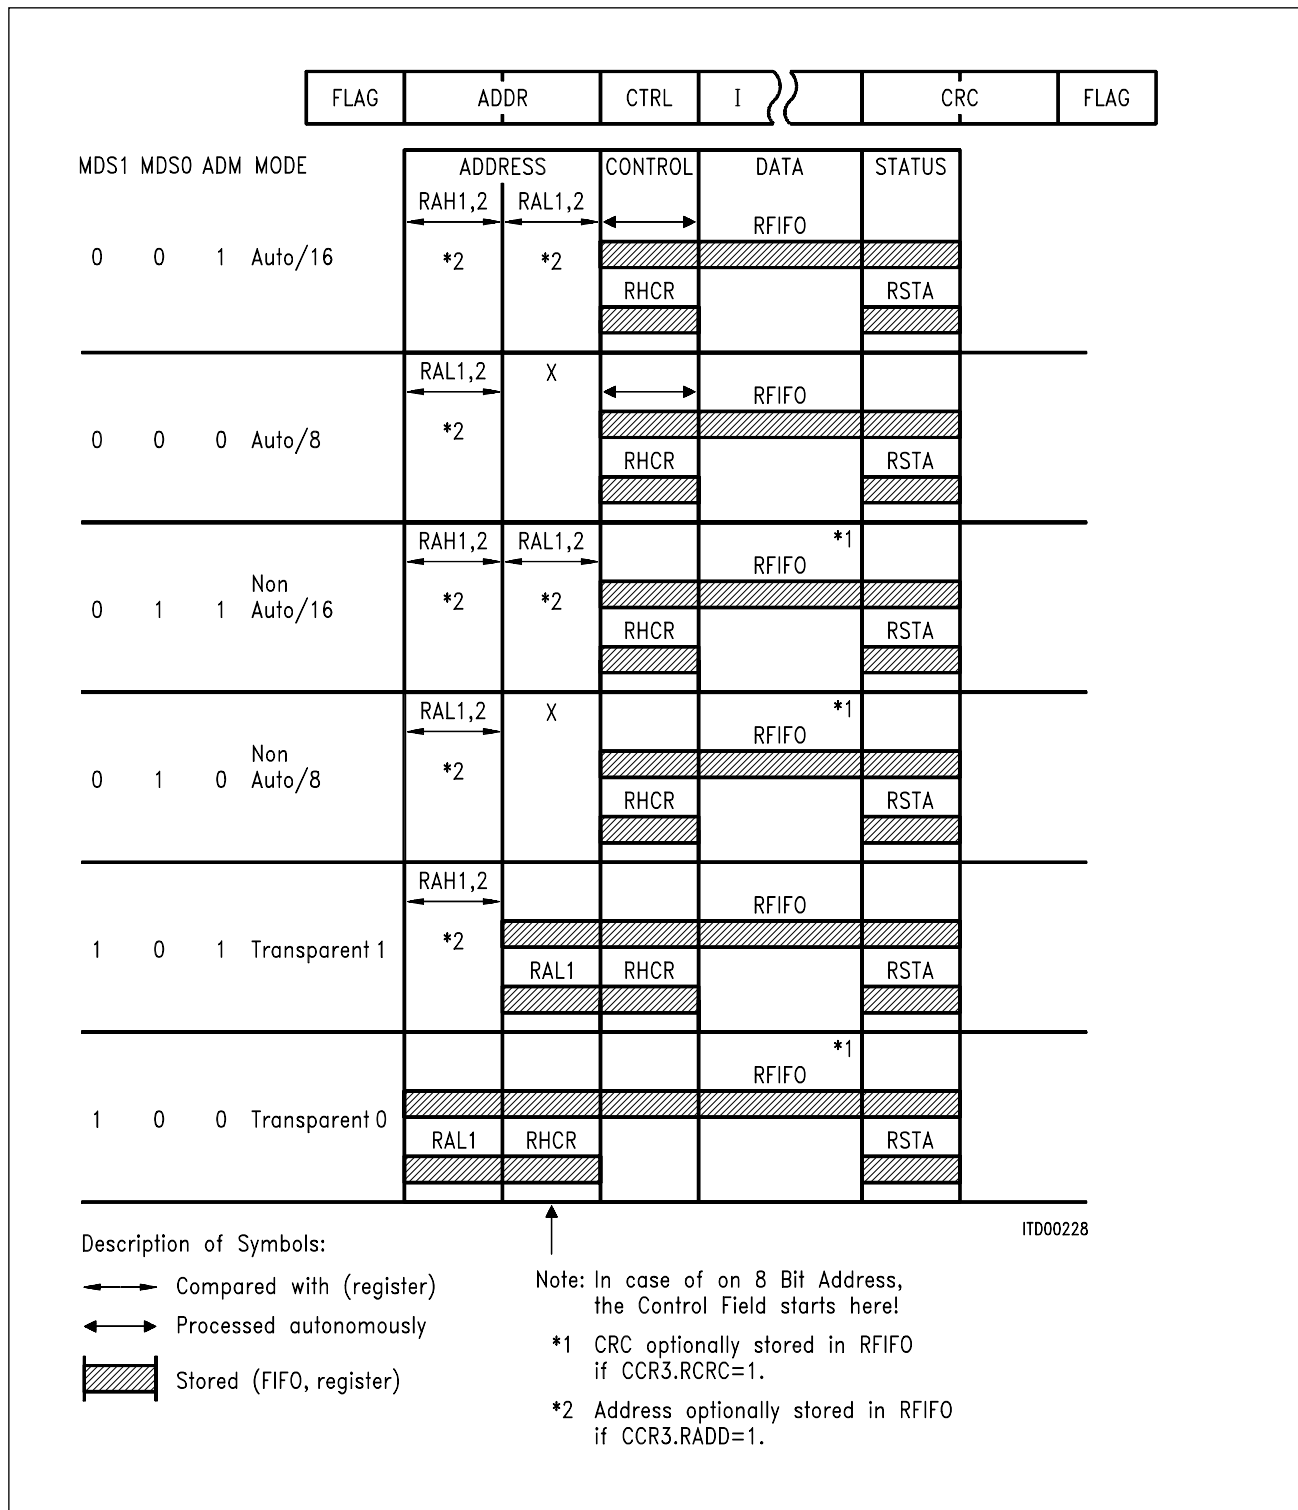 FLAG ADDR CTRL I CRC FLAG
MDS1 MDS0 ADM MODE ADDRESS CONTROL DATA STATUS
RAH1,2 RAL1,2 RFIFO
0 0 1 Auto/16 *2 *2
RHCR RSTA
RAL1,2 X RFIFO
0 0 0 Auto/8 *2
RHCR RSTA
RAH1,2 RAL1,2 *1
RFIFO
Non
0 1 1 Auto/16 *2 *2
RHCR RSTA
RAL1,2 X *1
RFIFO
Non
0 1 0 Auto/8 *2
RHCR RSTA
RAH1,2 RFIFO
1 0 1 Transparent 1 *2
RAL1 RHCR RSTA
*1
RFIFO
1 0 0 Transparent 0
RAL1 RHCR RSTA
ITD00228
Description of Symbols:
Compared with (register)
Processed autonomously
Stored (FIFO, register)
Note: In case of on 8 Bit Address,
the Control Field starts here!
*1 CRC optionally stored in RFIFO
if CCR3.RCRC=1.
*2 Address optionally stored in RFIFO
if CCR3.RADD=1.